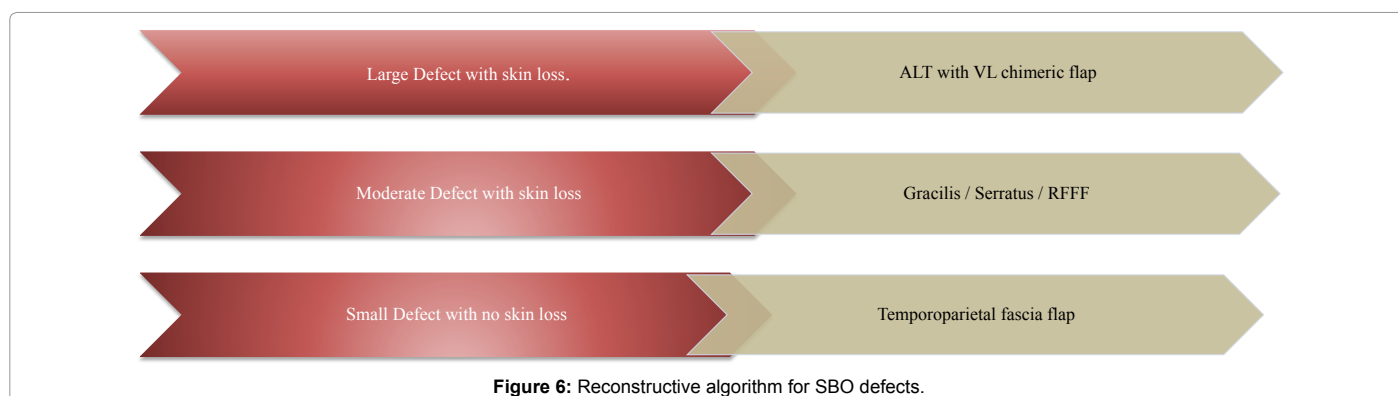 Large Defect with skin loss.
ALT with VL chimeric flap
Moderate Defect with skin loss
Gracilis / Serratus / RFFF
Small Defect with no skin loss
Temporoparietal fascia flap
Figure 6: Reconstructive algorithm for SBO defects.